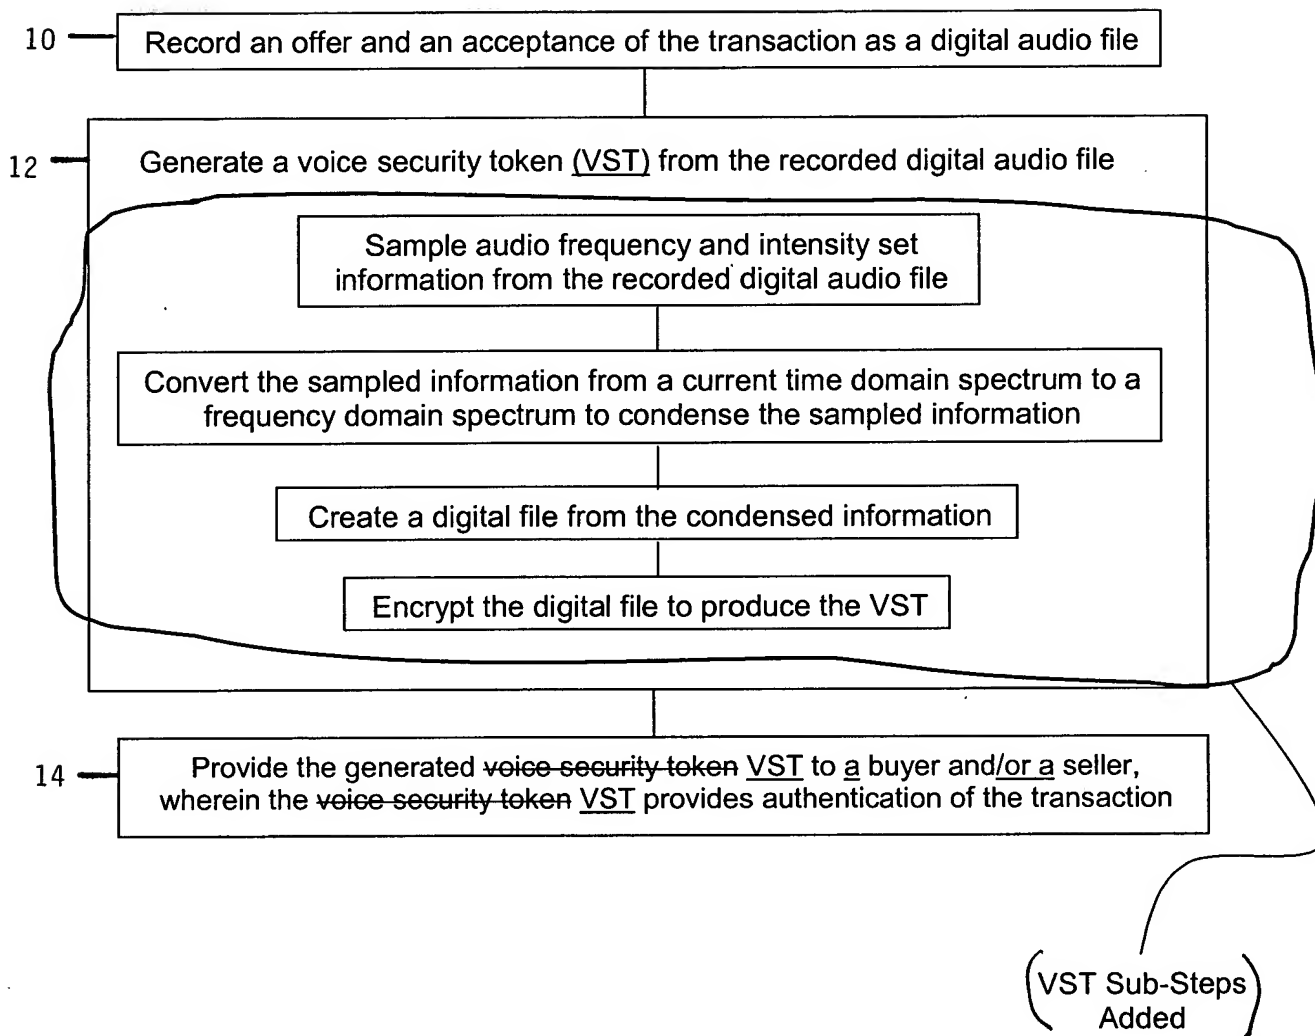 10 Record an offer and an acceptance of the transaction as a digital audio file
12 Generate a voice security token (VST) from the recorded digital audio file
Sample audio frequency and intensity set
information from the recorded digital audio file
Convert the sampled information from a current time domain spectrum to a
frequency domain spectrum to condense the sampled information
Create a digital file from the condensed information
Encrypt the digital file to produce the VST
14 Provide the generated voice security token VST to a buyer and/or a seller,
wherein the voice security token VST provides authentication of the transaction
(VST Sub-Steps
Added)